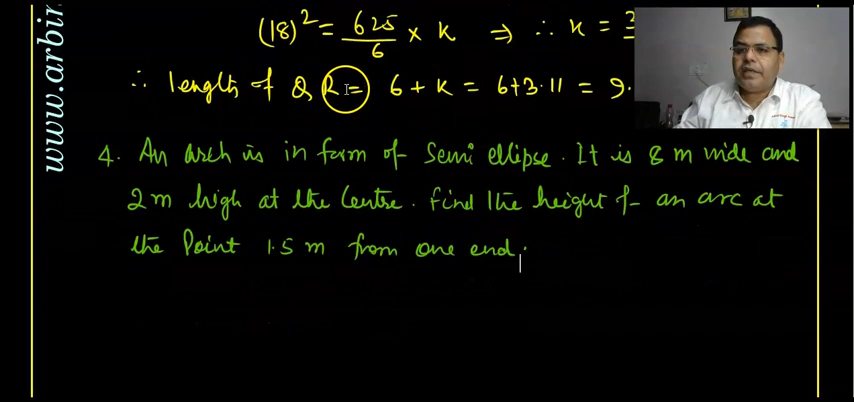 (18)² = 625/6 × k ⇒ ∴ k = 3
∴ length of QR = 6 + k = 6 + 3.11 = 9.
4. An arch is in form of Semi ellipse. It is 8 m wide and
2m high at the Centre. Find the height of an arc at
the Point 1.5 m from one end.
www.arbin